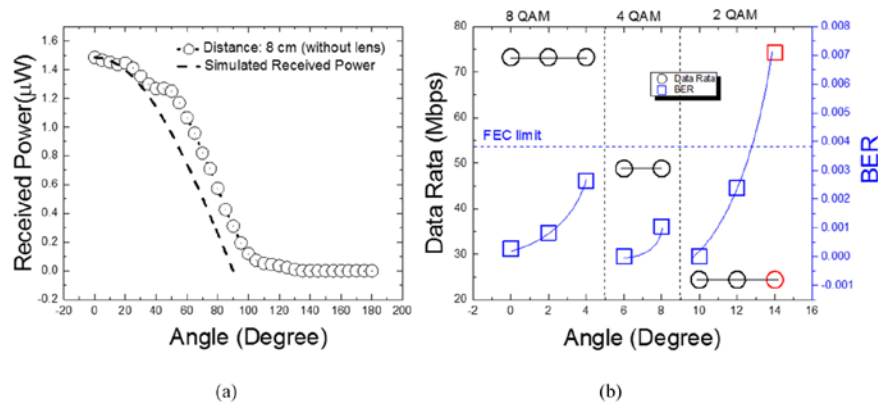 1.6
1.4
1.2
1.0
0.8
0.6
0.4
0.2
0.0
0.2
Received Power(μW)
Distance: 8 cm (without lens)
Simulated Received Power
-20 0 20 40 60 80 100 120 140 160 180 200
Angle (Degree)
(a)
8 QAM 4 QAM 2 QAM
80
70
60
50
40
30
20
Data Rata (Mbps)
Data Rata
BER
FEC limit
0.008
0.007
0.006
0.005
0.004
0.003
0.002
0.001
0.000
-0.001
BER
-2 0 2 4 6 8 10 12 14 16
Angle (Degree)
(b)